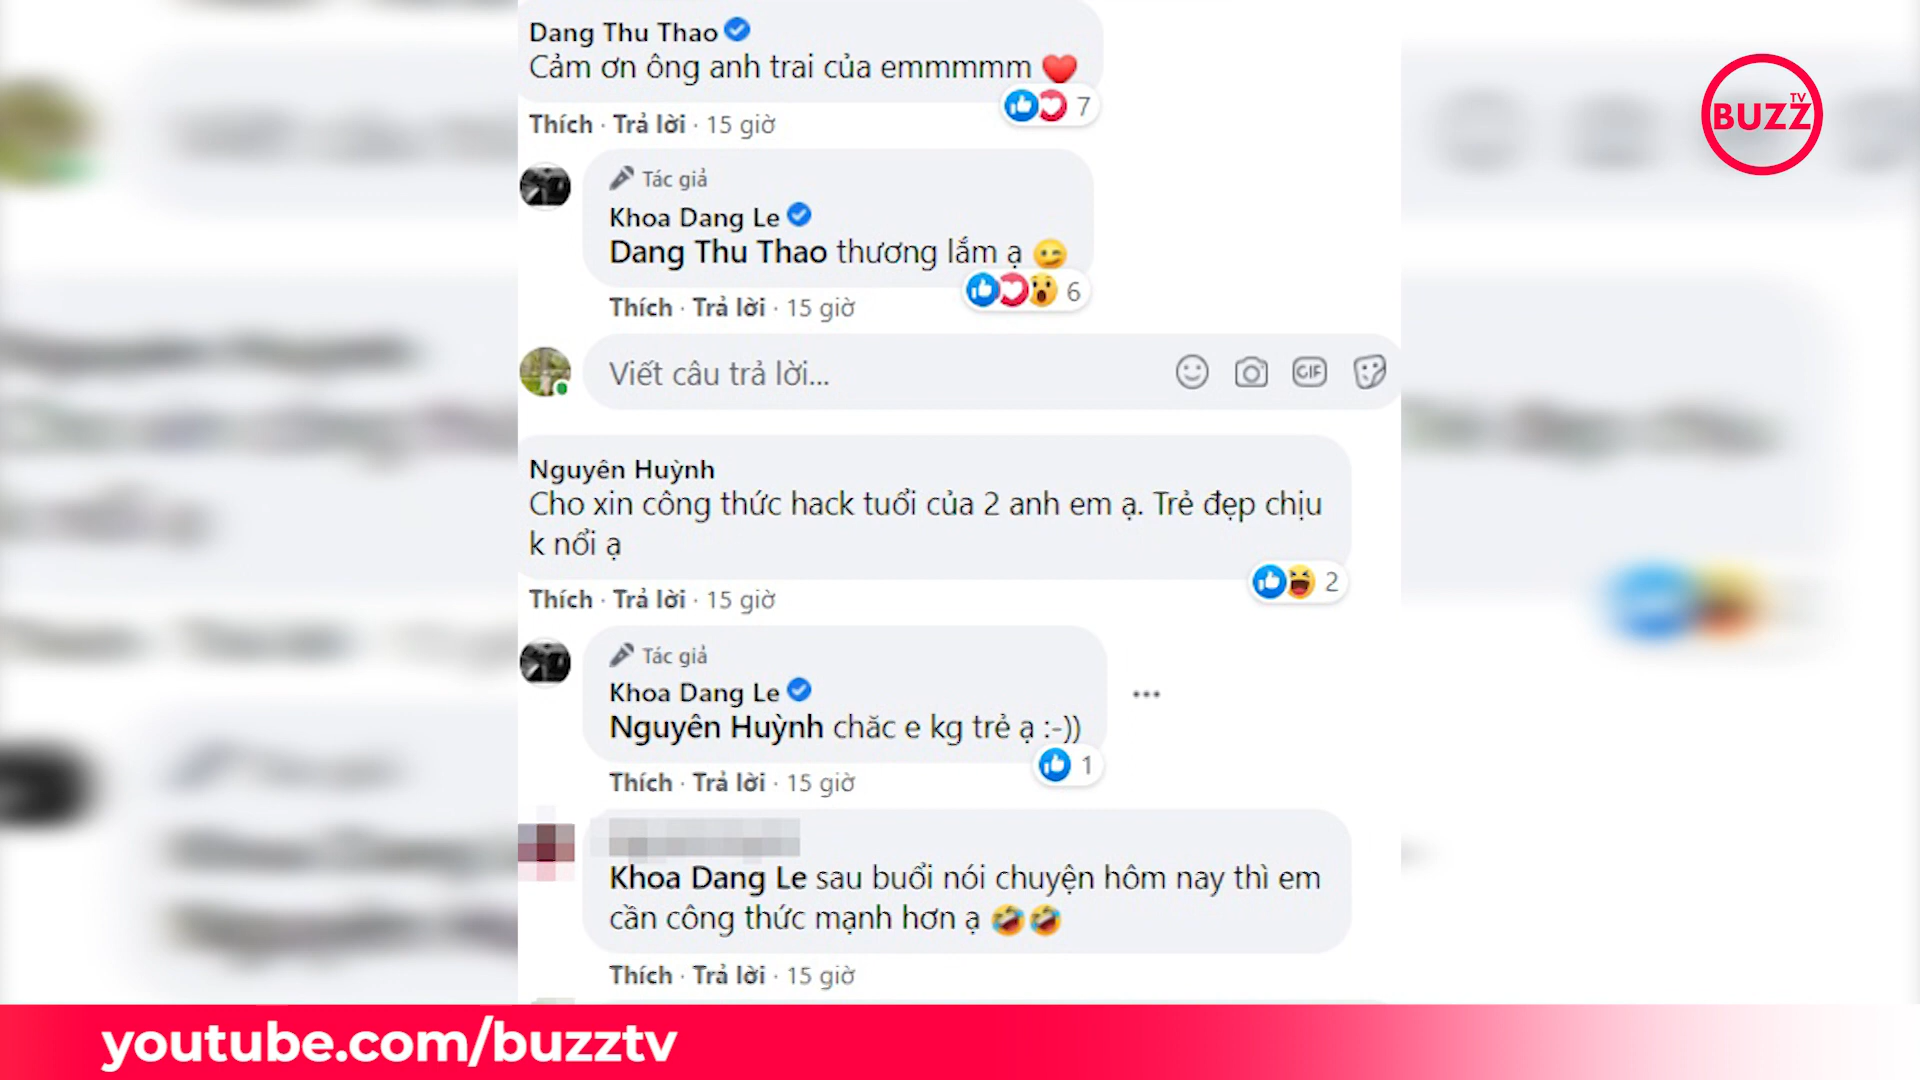 Dang Thu Thao
Cảm ơn ông anh trai của emmmmm ❤️
7
Thích · Trả lời · 15 giờ
BUZZ TV
Tác giả
Khoa Dang Le
Dang Thu Thao thương lắm ạ 😉
6
Thích · Trả lời · 15 giờ
Viết câu trả lời...
GIF
Nguyên Huỳnh
Cho xin công thức hack tuổi của 2 anh em ạ. Trẻ đẹp chịu
k nổi ạ
2
Thích · Trả lời · 15 giờ
Tác giả
Khoa Dang Le
Nguyên Huỳnh chăc e kg trẻ ạ :-))
1
Thích · Trả lời · 15 giờ
Khoa Dang Le sau buổi nói chuyện hôm nay thì em
cần công thức mạnh hơn ạ 🤣🤣
Thích · Trả lời · 15 giờ
youtube.com/buzztv